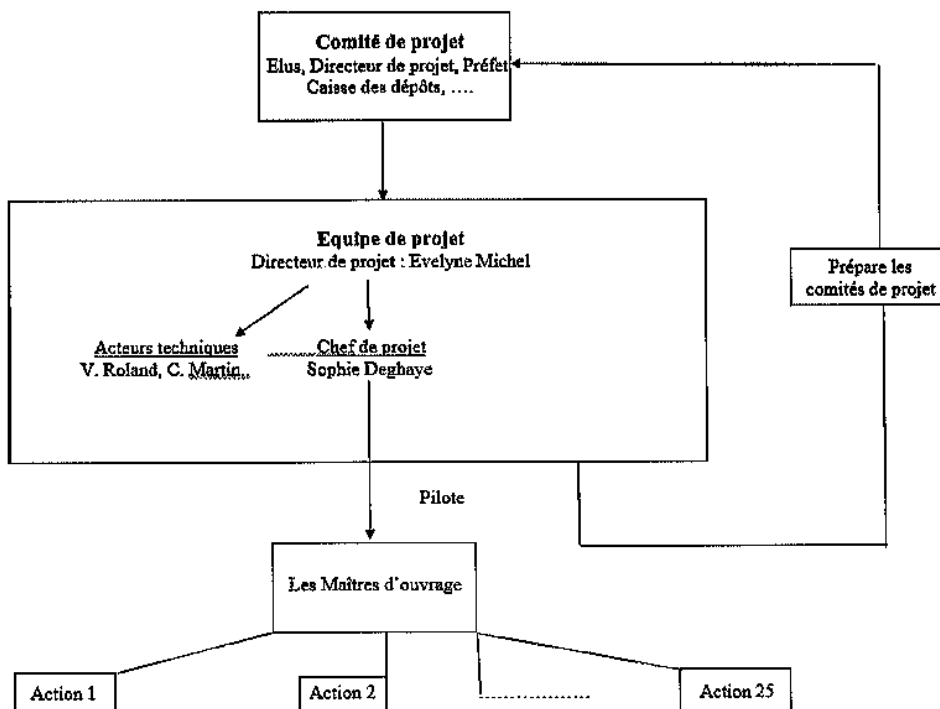 Comité de projet
Elus, Directeur de projet, Préfet
Caisse des dépôts, ....
Equipe de projet
Directeur de projet : Evelyne Michel
Prépare les
comités de projet
Acteurs techniques
V. Roland, C. Martin..
Chef de projet
Sophie Deghaye
Pilote
Les Maîtres d'ouvrage
Action 1
Action 2
Action 25